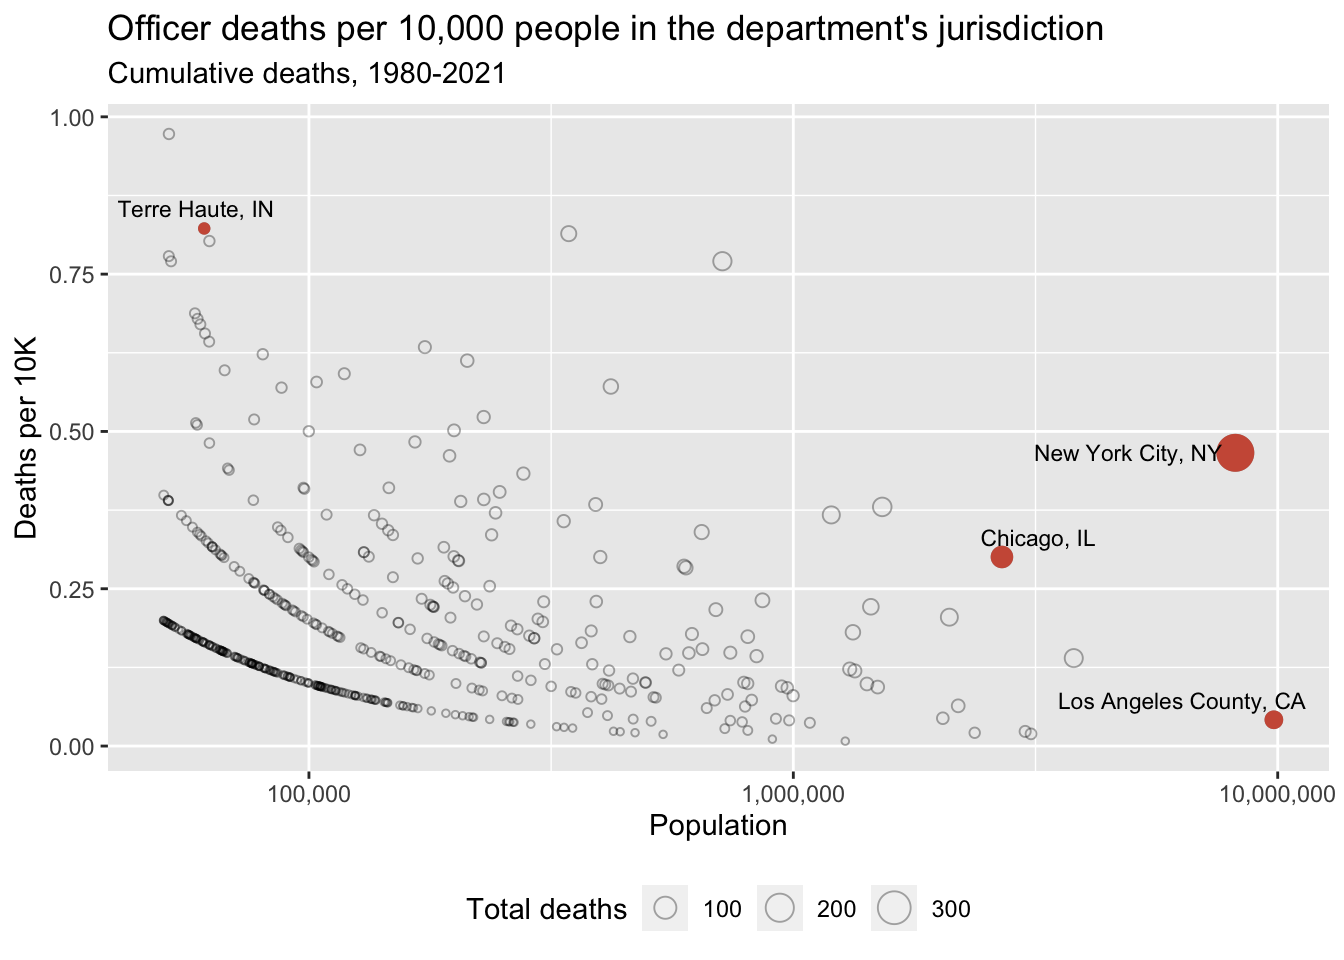 Officer deaths per 10,000 people in the department's jurisdiction
Cumulative deaths, 1980-2021
Deaths per 10K
1.00
0.75
0.50
0.25
0.00
Terre Haute, IN
New York City, NY
Chicago, IL
Los Angeles County, CA
100,000
1,000,000
10,000,000
Population
Total deaths 100 200 300